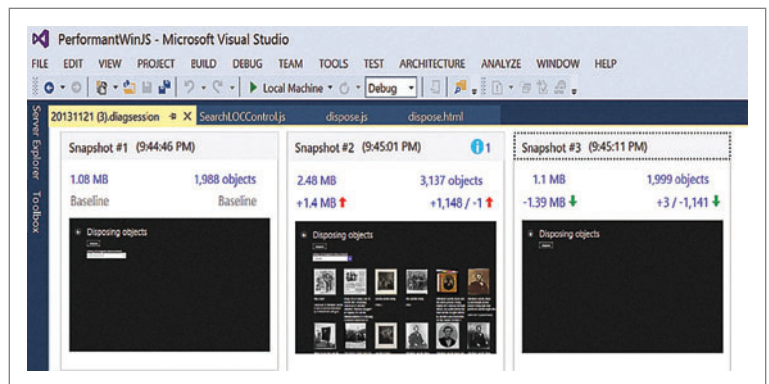 PerformantWinJS - Microsoft Visual Studio
FILE EDIT VIEW PROJECT BUILD DEBUG TEAM TOOLS TEST ARCHITECTURE ANALYZE WINDOW HELP
Local Machine Debug
Server Explorer Toolbox
20131121 (3).diagsession SearchLOCControl.js dispose.js dispose.html
Snapshot #1 (9:44:46 PM)
1.08 MB 1,988 objects
Baseline Baseline
Disposing objects
Snapshot #2 (9:45:01 PM) 1
2.48 MB 3,137 objects
+1.4 MB +1,148 / -1
Disposing objects
Snapshot #3 (9:45:11 PM)
1.1 MB 1,999 objects
-1.39 MB +3 / -1,141
Disposing objects